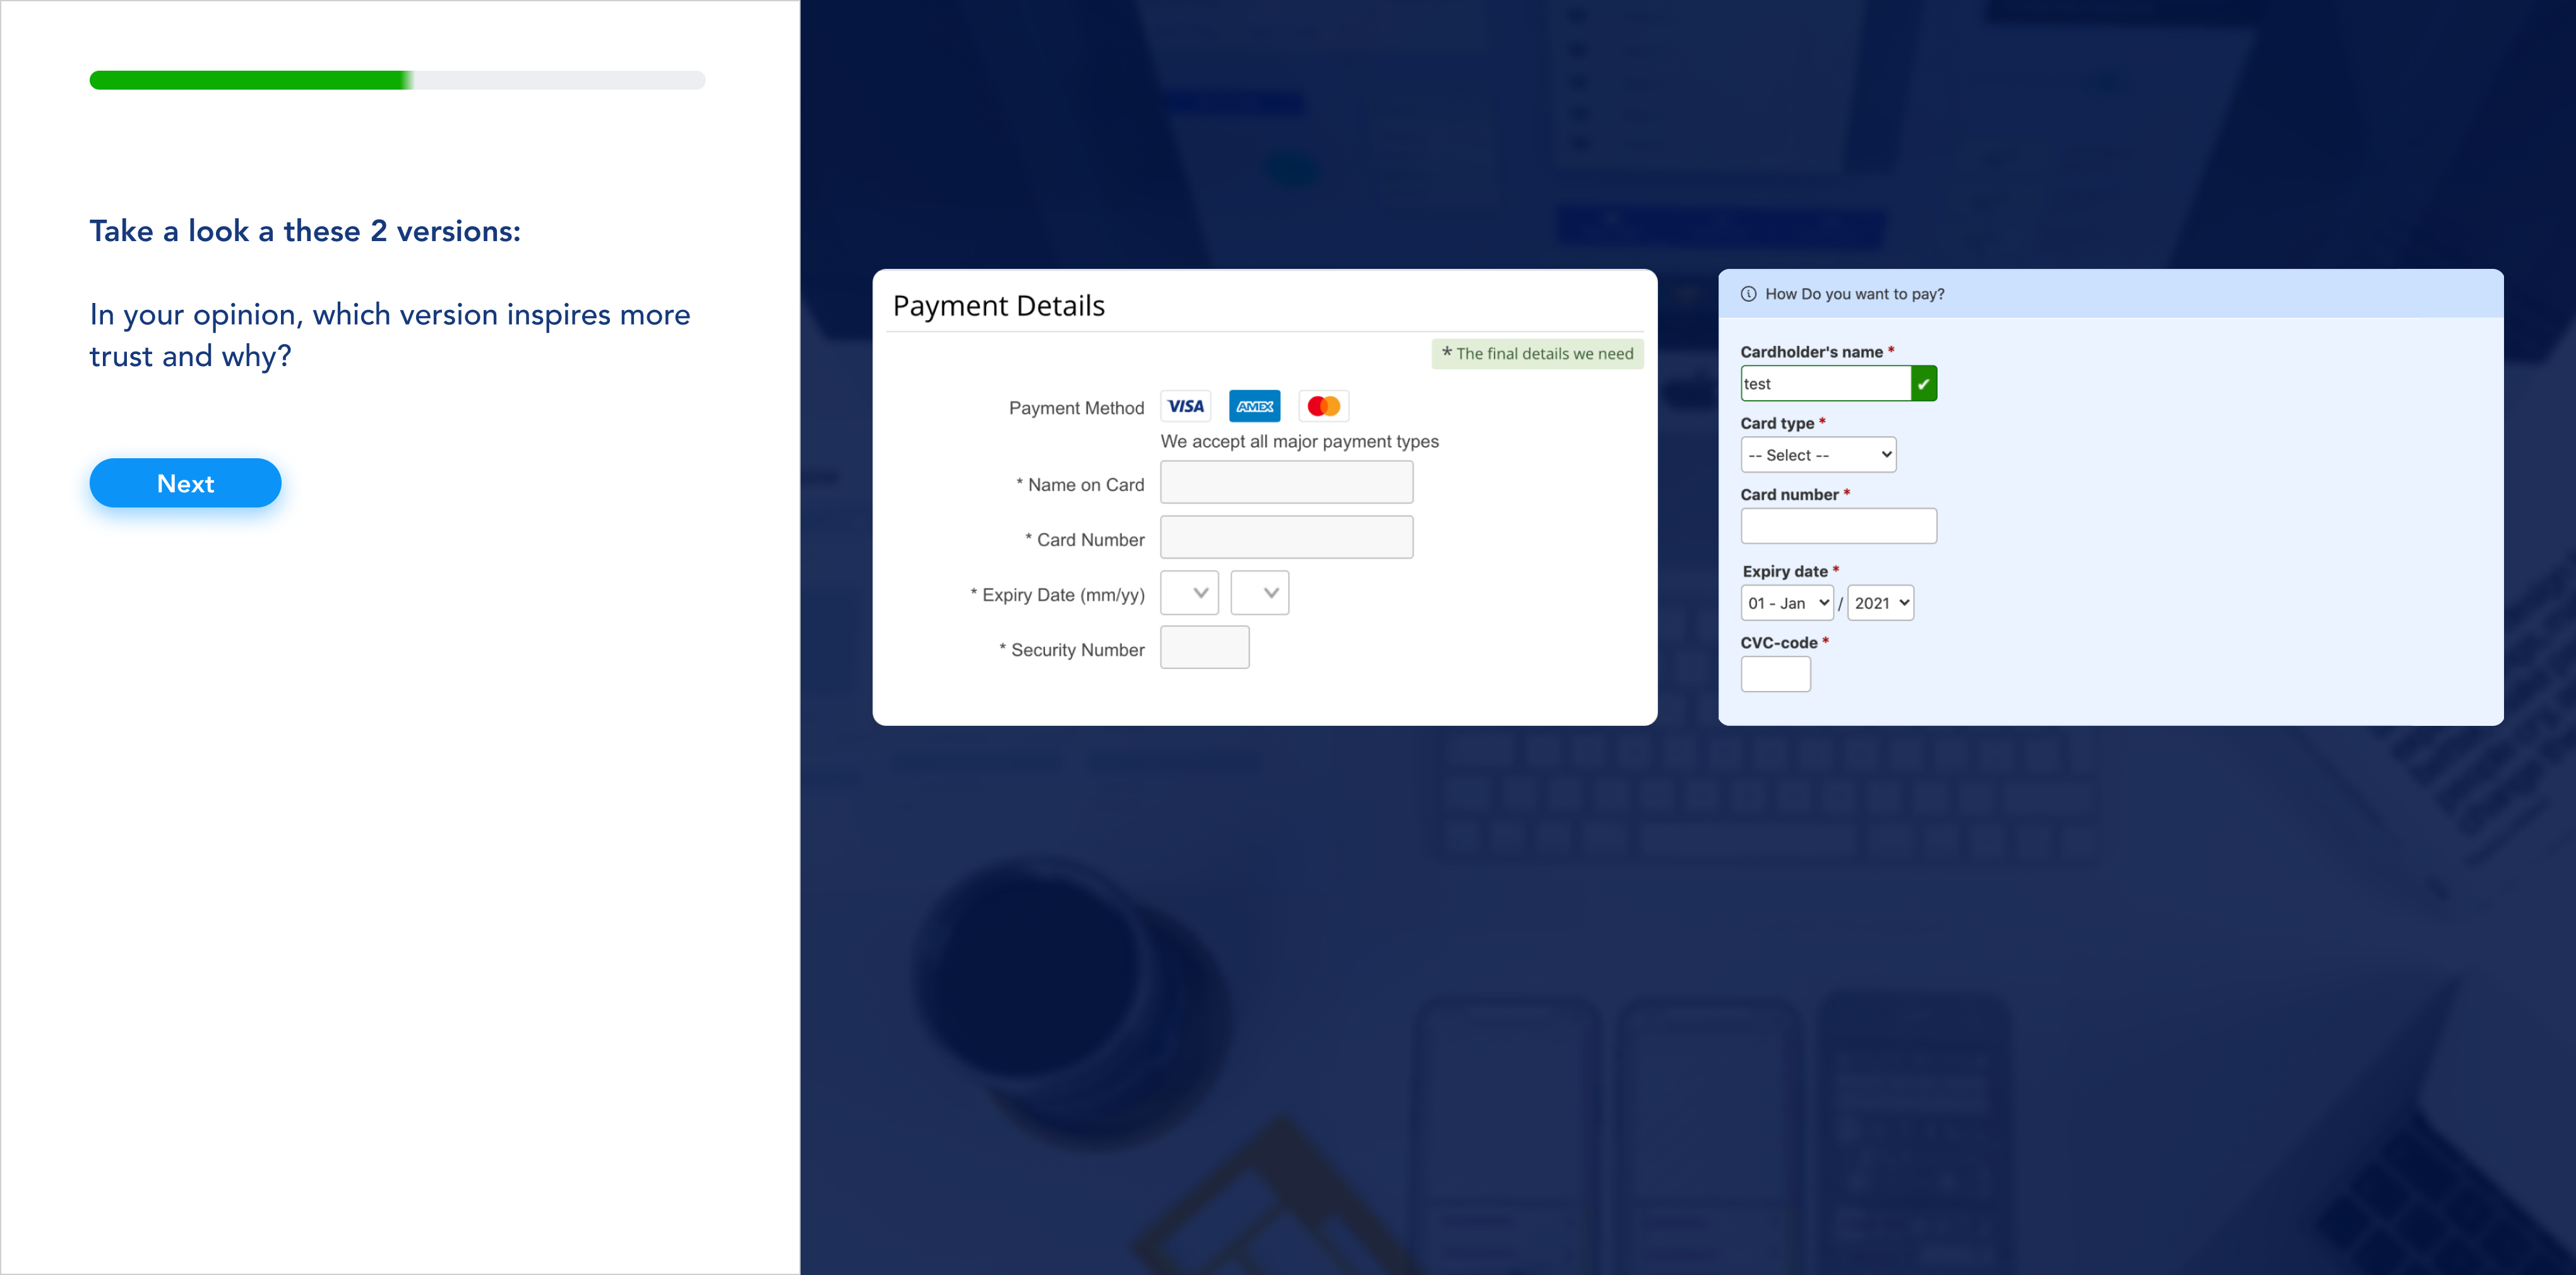 Take a look a these 2 versions:
In your opinion, which version inspires more
trust and why?
Next
Payment Details
* The final details we need
Payment Method VISA AMEX
We accept all major payment types
* Name on Card
* Card Number
* Expiry Date (mm/yy)
* Security Number
How Do you want to pay?
Cardholder's name *
test
Card type *
-- Select --
Card number *
Expiry date *
01 - Jan / 2021
CVC-code *